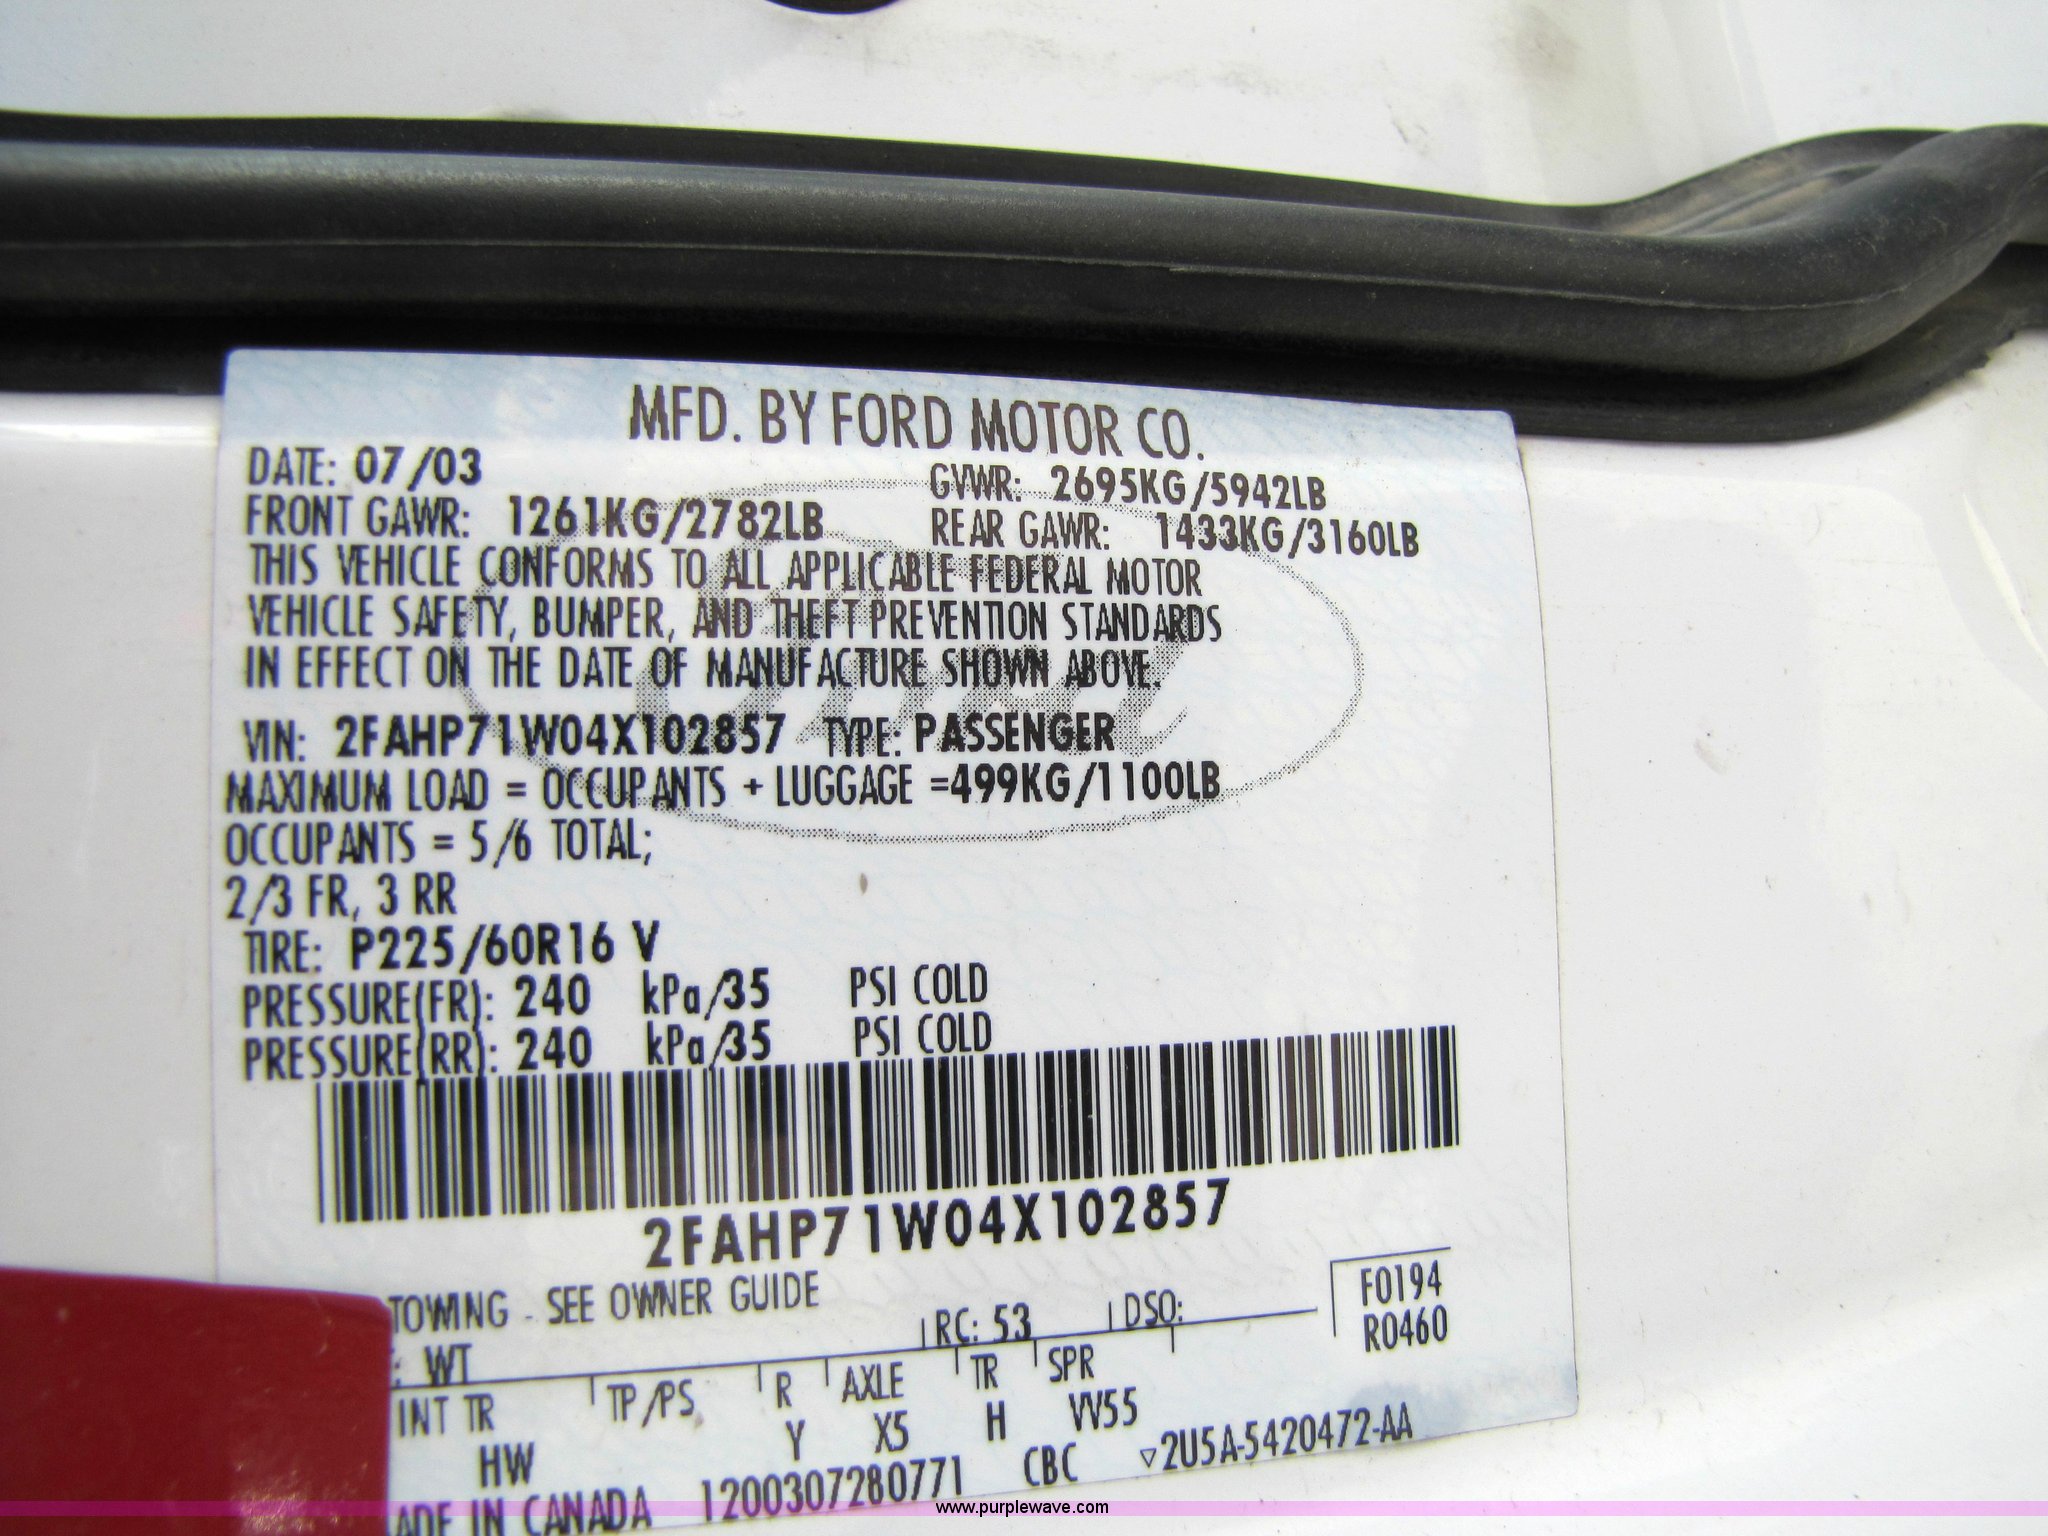 MFD. BY FORD MOTOR CO.
DATE: 07/03 GVWR: 2695KG/5942LB
FRONT GAWR: 1261KG/2782LB REAR GAWR: 1433KG/3160LB
THIS VEHICLE CONFORMS TO ALL APPLICABLE FEDERAL MOTOR
VEHICLE SAFETY, BUMPER, AND THEFT PREVENTION STANDARDS
IN EFFECT ON THE DATE OF MANUFACTURE SHOWN ABOVE.
VIN: 2FAHP71W04X102857 TYPE: PASSENGER
MAXIMUM LOAD = OCCUPANTS + LUGGAGE =499KG/1100LB
OCCUPANTS = 5/6 TOTAL;
2/3 FR, 3 RR
TIRE: P225/60R16 V
PRESSURE(FR): 240 kPa/35 PSI COLD
PRESSURE(RR): 240 kPa/35 PSI COLD
2FAHP71W04X102857
TOWING - SEE OWNER GUIDE
F0194
: WT RC: 53 DSO: R0460
INT TR TP/PS R AXLE TR SPR
HW Y X5 H VV55
ADE IN CANADA 1200307280771 CBC ▽2U5A-5420472-AA
www.purplewave.com